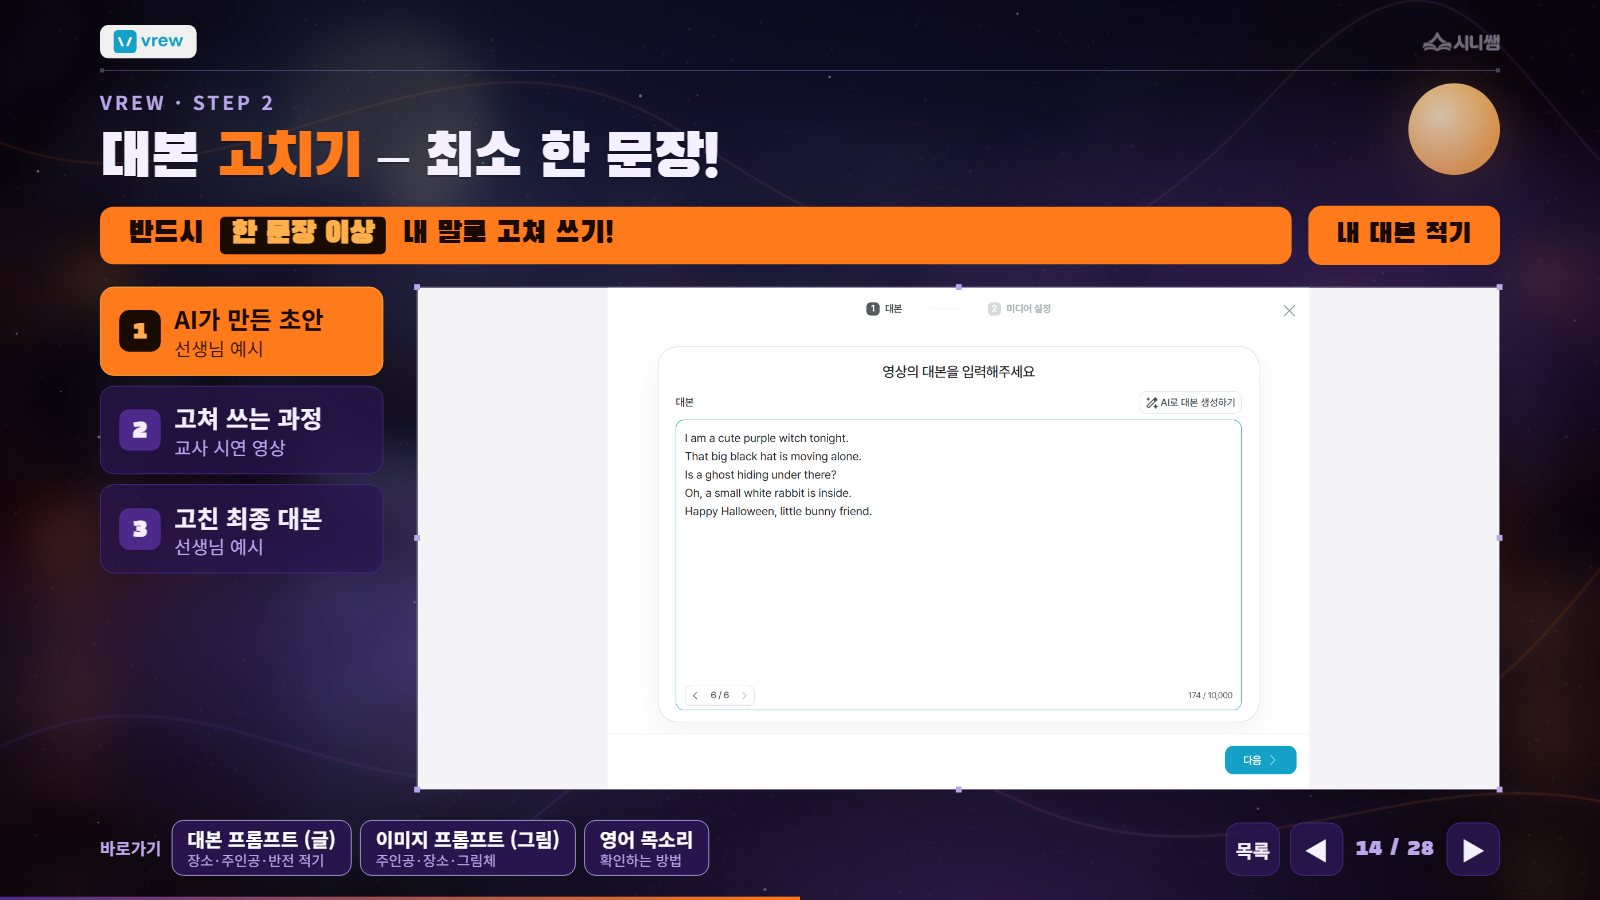 vrew
시니쌤
VREW · STEP 2
대본 고치기 — 최소 한 문장!
반드시 한 문장 이상 내 말로 고쳐 쓰기!
내 대본 적기
1 AI가 만든 초안
선생님 예시
2 고쳐 쓰는 과정
교사 시연 영상
3 고친 최종 대본
선생님 예시
1 대본
2 미디어 설정
영상의 대본을 입력해주세요
대본
AI로 대본 생성하기
I am a cute purple witch tonight.
That big black hat is moving alone.
Is a ghost hiding under there?
Oh, a small white rabbit is inside.
Happy Halloween, little bunny friend.
6 / 6
174 / 10,000
다음
바로가기
대본 프롬프트 (글)
장소·주인공·반전 적기
이미지 프롬프트 (그림)
주인공·장소·그림체
영어 목소리
확인하는 방법
목록
14 / 28